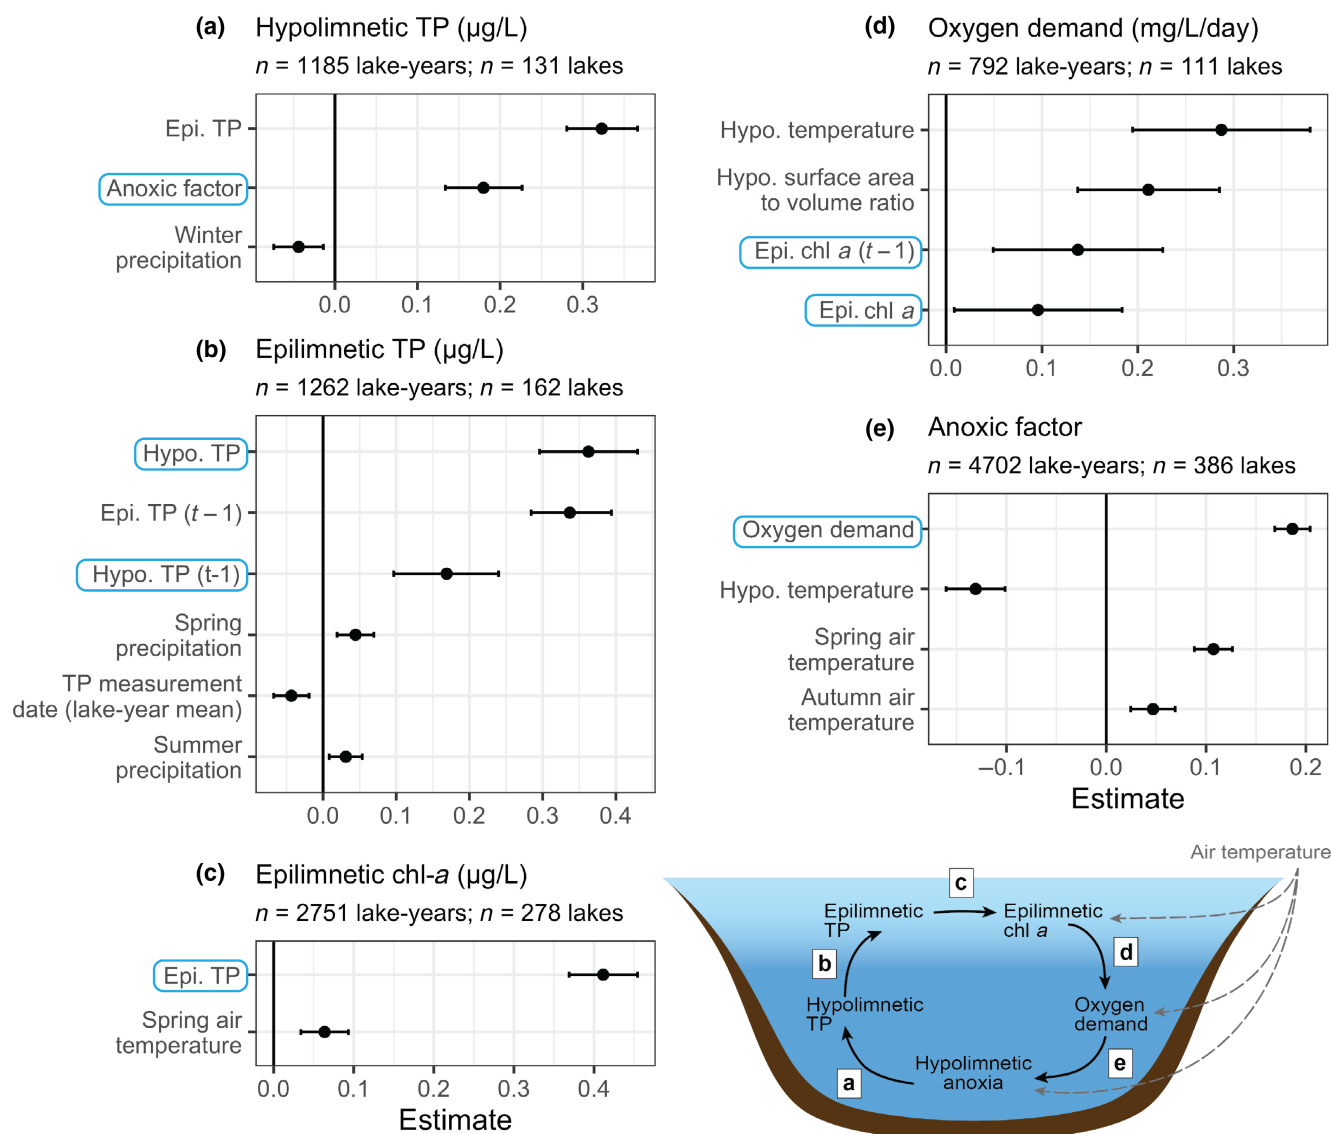 (a) Hypolimnetic TP (µg/L)
n = 1185 lake-years; n = 131 lakes
Epi. TP
Anoxic factor
Winter
precipitation
0.0 0.1 0.2 0.3
(b) Epilimnetic TP (µg/L)
n = 1262 lake-years; n = 162 lakes
Hypo. TP
Epi. TP (t – 1)
Hypo. TP (t-1)
Spring
precipitation
TP measurement
date (lake-year mean)
Summer
precipitation
0.0 0.1 0.2 0.3 0.4
(c) Epilimnetic chl-a (µg/L)
n = 2751 lake-years; n = 278 lakes
Epi. TP
Spring air
temperature
0.0 0.1 0.2 0.3 0.4
Estimate
(d) Oxygen demand (mg/L/day)
n = 792 lake-years; n = 111 lakes
Hypo. temperature
Hypo. surface area
to volume ratio
Epi. chl a (t – 1)
Epi. chl a
0.0 0.1 0.2 0.3
(e) Anoxic factor
n = 4702 lake-years; n = 386 lakes
Oxygen demand
Hypo. temperature
Spring air
temperature
Autumn air
temperature
–0.1 0.0 0.1 0.2
Estimate
Air temperature
c
Epilimnetic
TP
Epilimnetic
chl a
b
d
Hypolimnetic
TP
Oxygen
demand
Hypolimnetic
anoxia
a
e